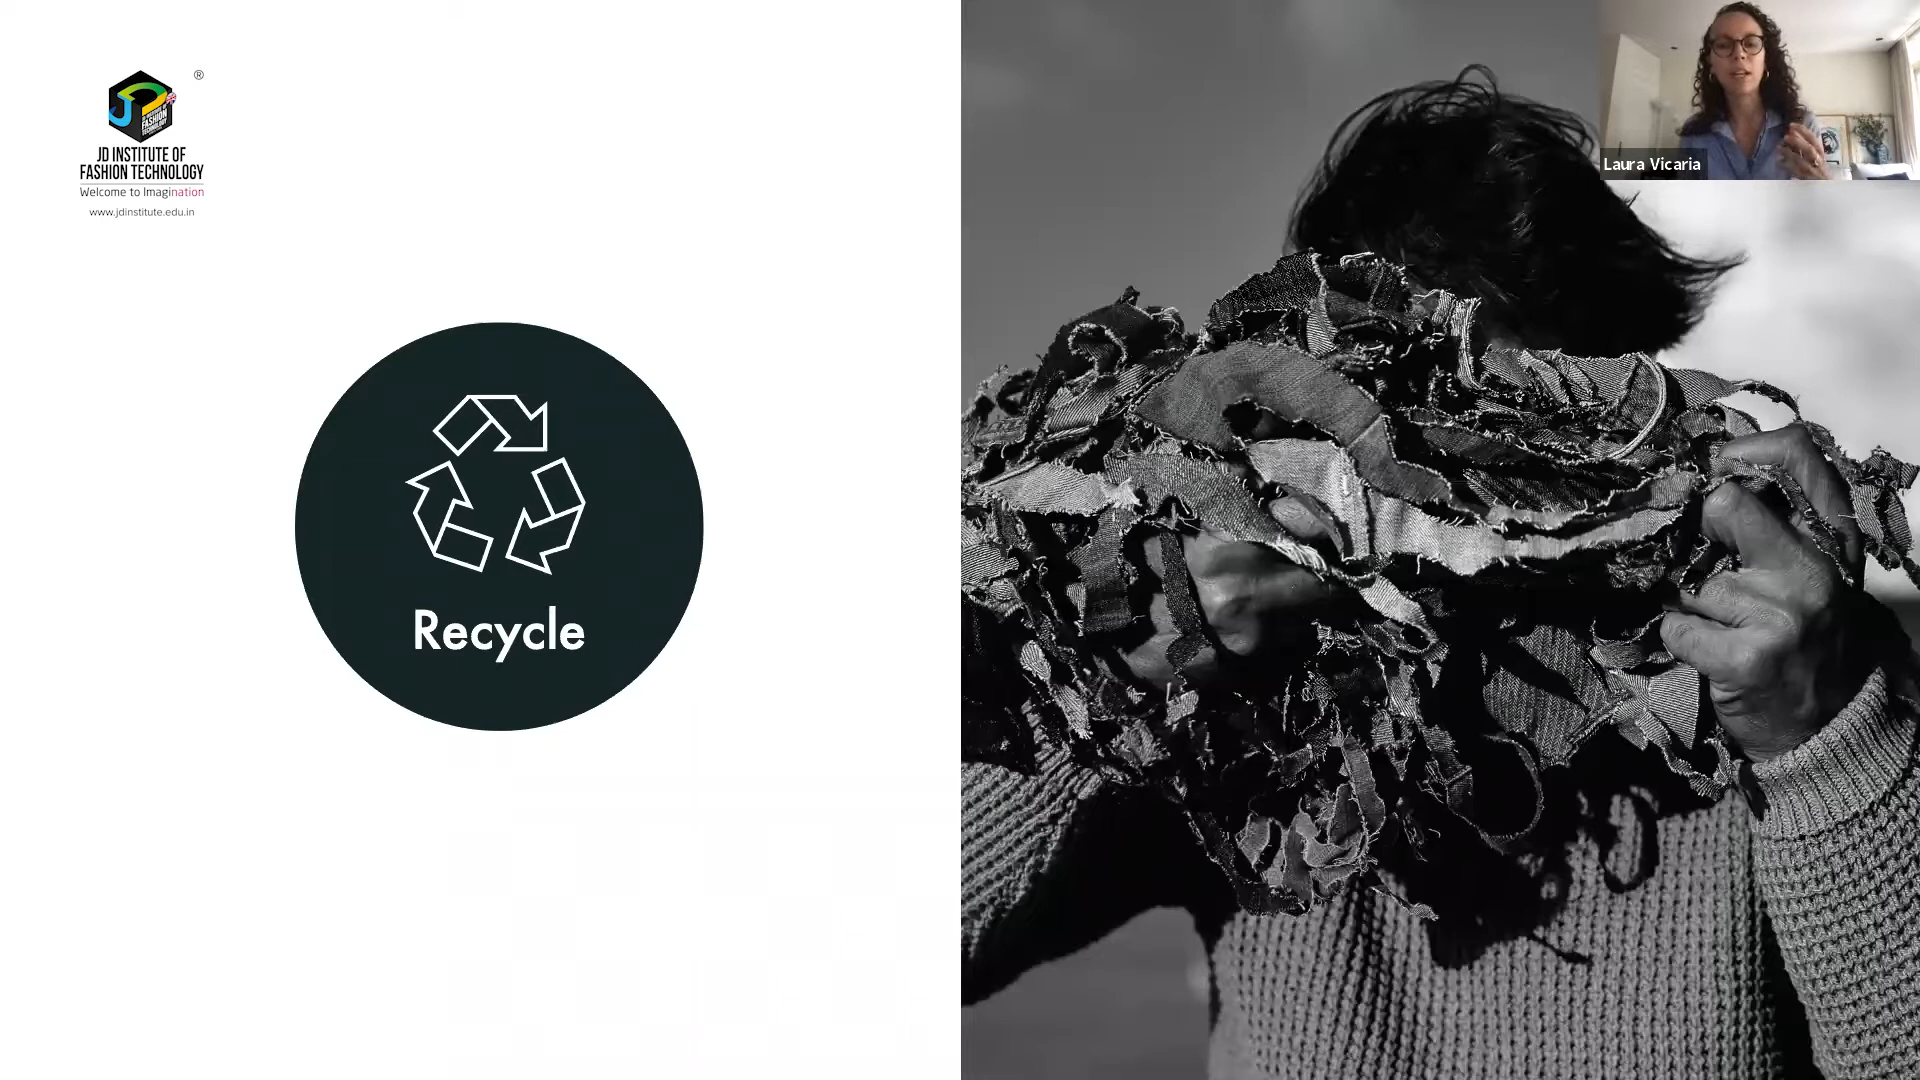 ®
JD INSTITUTE OF
FASHION TECHNOLOGY
Welcome to Imagination
www.jdinstitute.edu.in
Recycle
Laura Vicaria